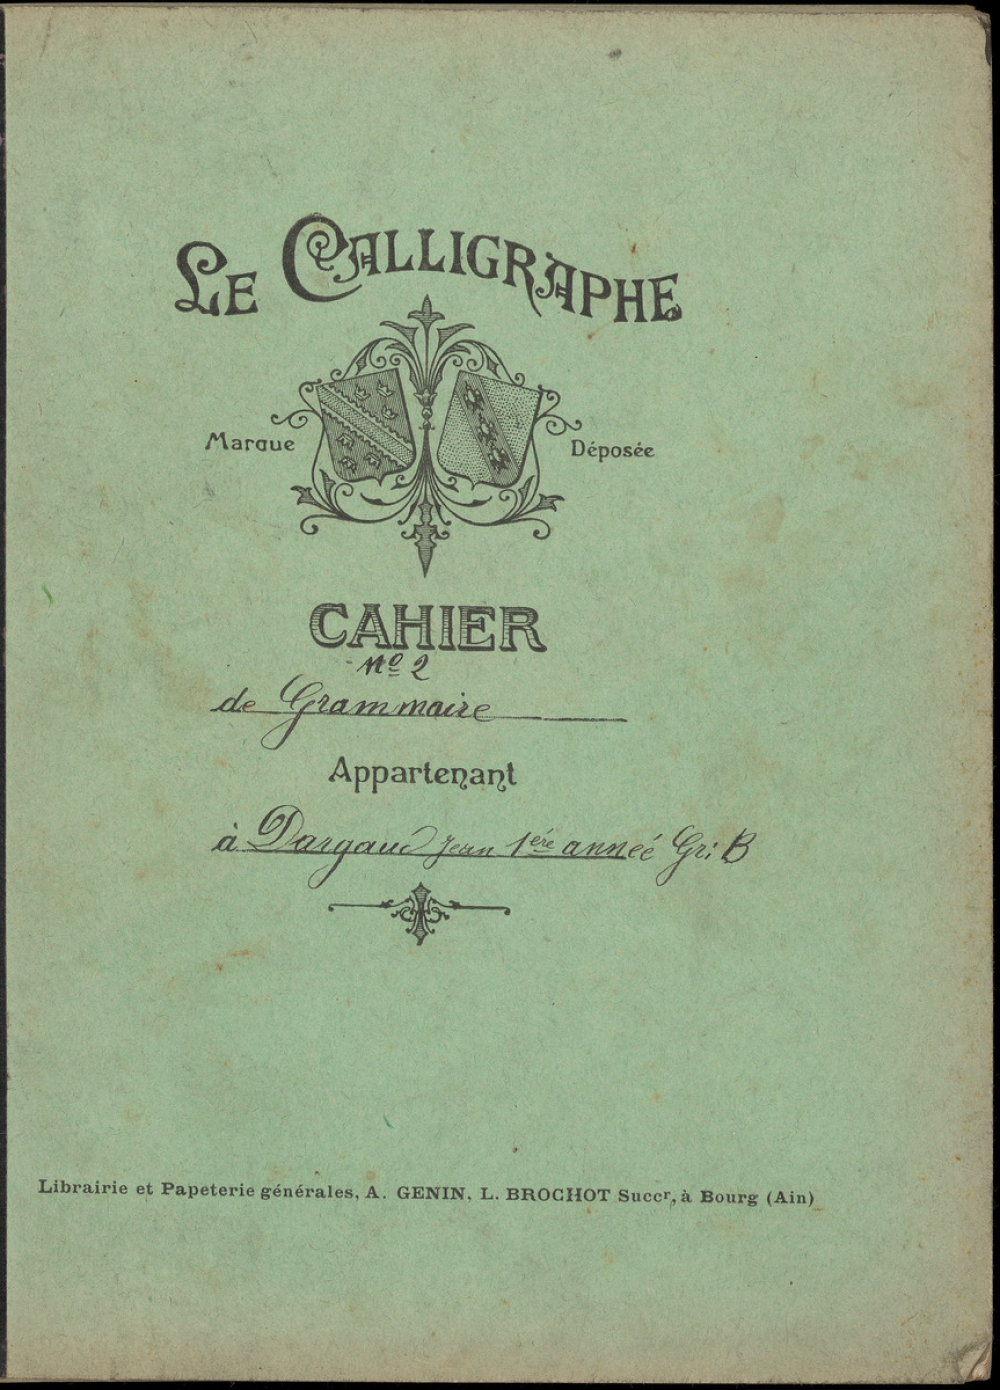 LE CALLIGRAPHE
Marque Déposée
CAHIER
Nº 2
de Grammaire
Appartenant
à Dargaud Jean 1ère année Gr: B
Librairie et Papeterie générales, A. GENIN, L. BROCHOT Succr, à Bourg (Ain)